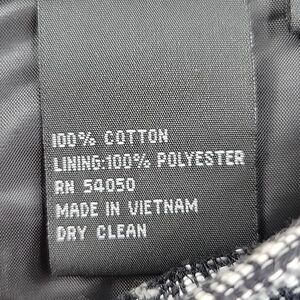 100% COTTON
LINING:100% POLYESTER
RN 54050
MADE IN VIETNAM
DRY CLEAN